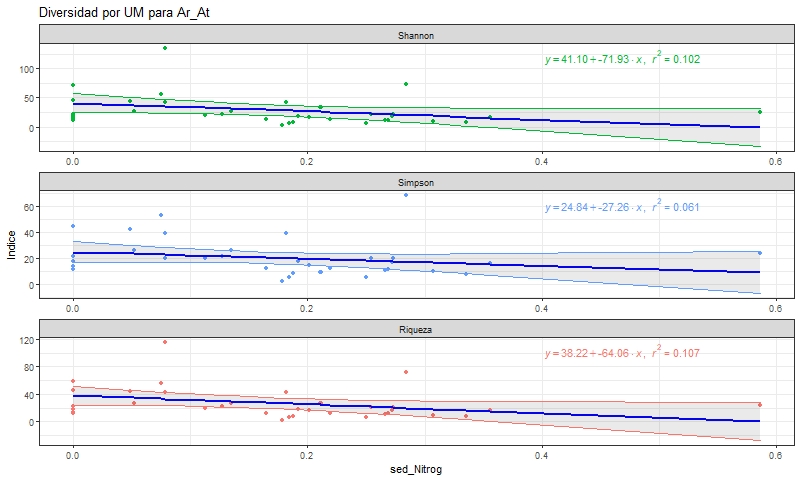 Diversidad por UM para Ar_At
Shannon
y = 41.10 + -71.93 · x, r² = 0.102
100
50
0
0.0 0.2 0.4 0.6
Simpson
y = 24.84 + -27.26 · x, r² = 0.061
60
40
20
0
0.0 0.2 0.4 0.6
Indice
Riqueza
y = 38.22 + -64.06 · x, r² = 0.107
120
80
40
0
0.0 0.2 0.4 0.6
sed_Nitrog